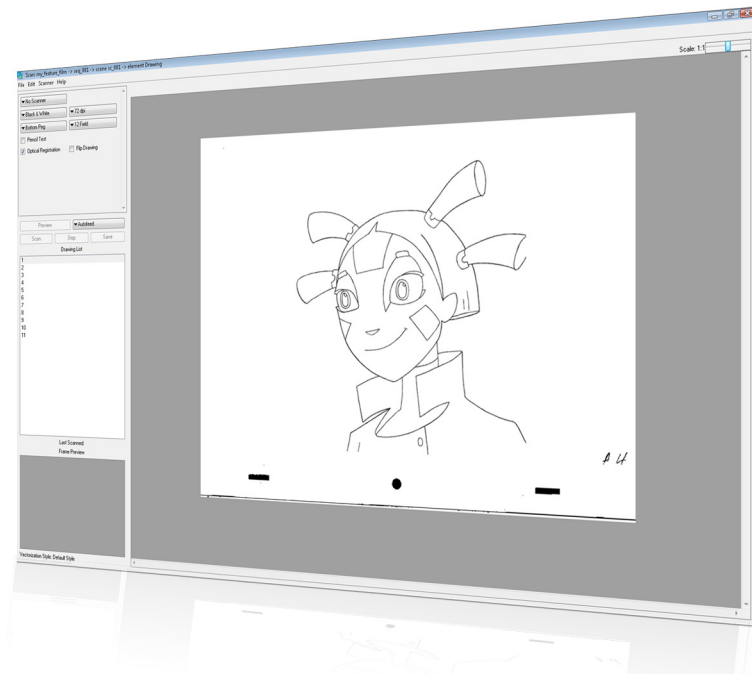 Scan: my_feature_film -> seq_001 -> scene sc_001 -> element Drawing
File Edit Scanner Help
Scale: 1:1
No Scanner
Black & White 72 dpi
Bottom Peg 12 Field
Pencil Test
Optical Registration Flip Drawing
Preview Autofeed
Scan Stop Save
Drawing List
1
2
3
4
5
6
7
8
9
10
11
Last Scanned
Frame Preview
A 4
Vectorization Style: Default Style